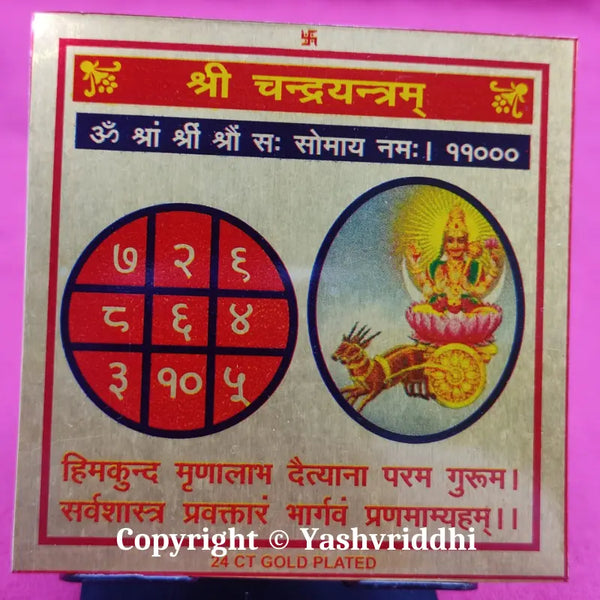 श्री चन्द्रयन्त्रम्
ॐ श्रां श्रीं श्रौं सः सोमाय नमः। ११०००
७ २ ९
८ ६ ४
३ १० ५
हिमकुन्द मृणालाभ दैत्याना परम गुरूम।
सर्वशास्त्र प्रवक्तारं भार्गवं प्रणमाम्यहम्।।
Copyright © Yashvriddhi
24 CT GOLD PLATED